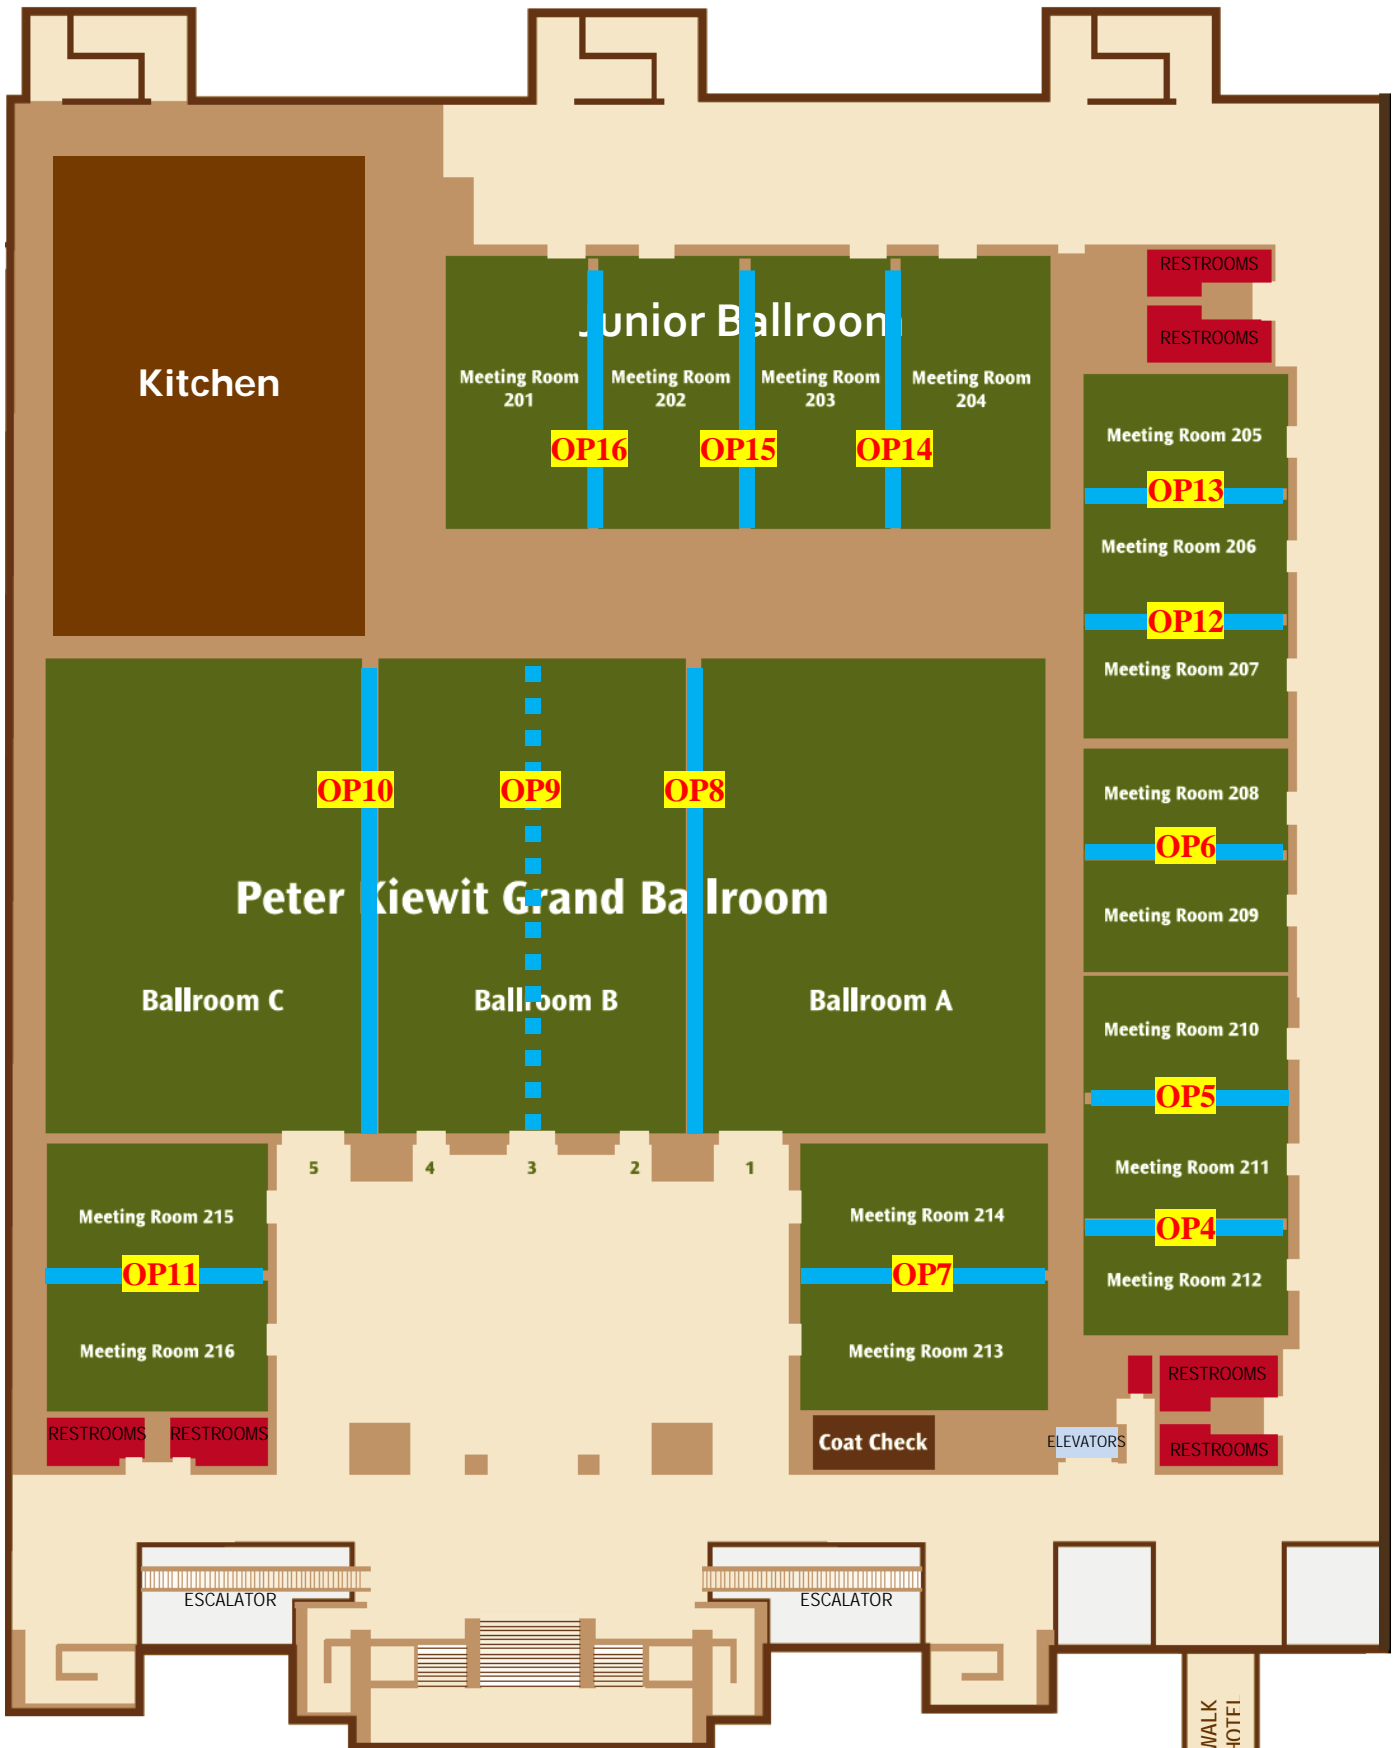 RESTROOMS
RESTROOMS
Junior Ballroom
Kitchen
Meeting Room
201
Meeting Room
202
Meeting Room
203
Meeting Room
204
OP16
OP15
OP14
Meeting Room 205
OP13
Meeting Room 206
OP12
Meeting Room 207
OP10
OP9
OP8
Meeting Room 208
OP6
Peter Kiewit Grand Ballroom
Meeting Room 209
Ballroom C
Ballroom B
Ballroom A
Meeting Room 210
OP5
5
4
3
2
1
Meeting Room 211
Meeting Room 215
Meeting Room 214
OP4
OP11
OP7
Meeting Room 212
Meeting Room 216
Meeting Room 213
RESTROOMS
RESTROOMS
RESTROOMS
Coat Check
ELEVATORS
RESTROOMS
ESCALATOR
ESCALATOR
WALK
HOTEL